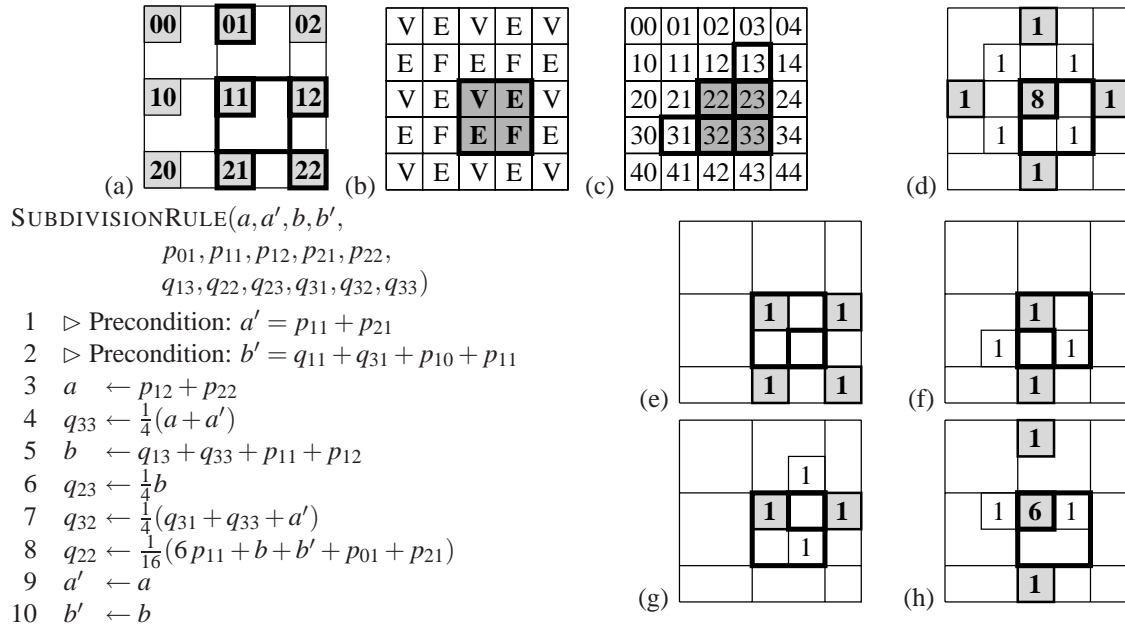 00 01 02
10 11 12
20 21 22
(a)
V E V E V
E F E F E
V E V E V
E F E F E
V E V E V
(b)
00 01 02 03 04
10 11 12 13 14
20 21 22 23 24
30 31 32 33 34
40 41 42 43 44
(c)
1
1 1
1 8 1
1 1
1
(d)
SUBDIVISIONRULE(a, a′, b, b′,
p₀₁, p₁₁, p₁₂, p₂₁, p₂₂,
q₁₃, q₂₂, q₂₃, q₃₁, q₃₂, q₃₃)
1 ▷ Precondition: a′ = p₁₁ + p₂₁
2 ▷ Precondition: b′ = q₁₁ + q₃₁ + p₁₀ + p₁₁
3 a ← p₁₂ + p₂₂
4 q₃₃ ← ¼(a + a′)
5 b ← q₁₃ + q₃₃ + p₁₁ + p₁₂
6 q₂₃ ← ¼b
7 q₃₂ ← ¼(q₃₁ + q₃₃ + a′)
8 q₂₂ ← 1/16(6 p₁₁ + b + b′ + p₀₁ + p₂₁)
9 a′ ← a
10 b′ ← b
1 1
1 1
(e)
1
1 1
1
(f)
1
1 1
1
(g)
1
1 6 1
1
(h)